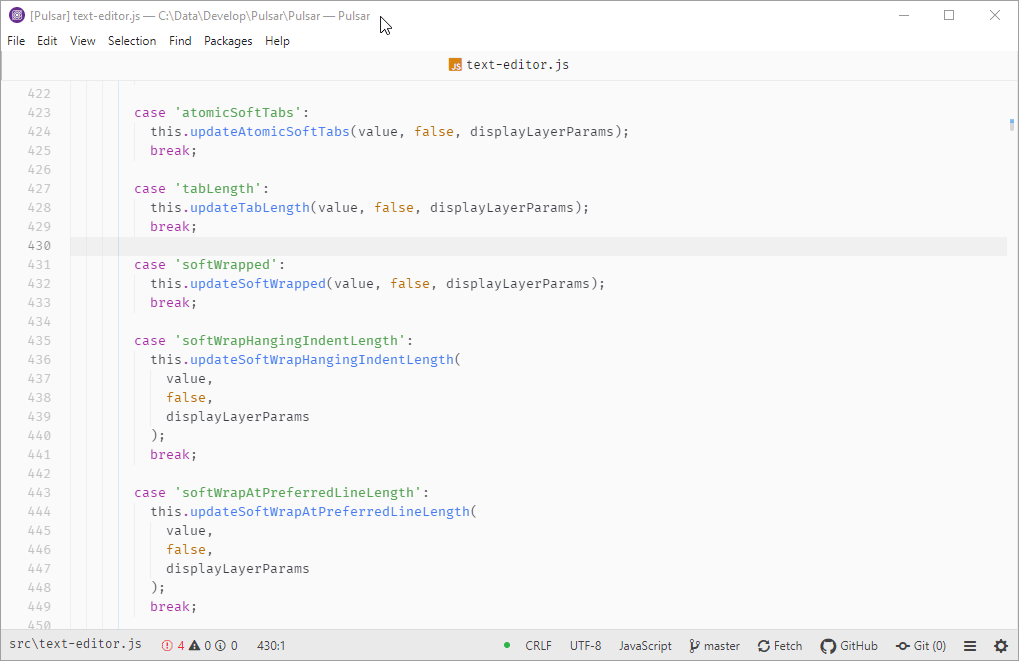 [Pulsar] text-editor.js — C:\Data\Develop\Pulsar\Pulsar — Pulsar
File Edit View Selection Find Packages Help
JS text-editor.js
422
423 case 'atomicSoftTabs':
424 this.updateAtomicSoftTabs(value, false, displayLayerParams);
425 break;
426
427 case 'tabLength':
428 this.updateTabLength(value, false, displayLayerParams);
429 break;
430
431 case 'softWrapped':
432 this.updateSoftWrapped(value, false, displayLayerParams);
433 break;
434
435 case 'softWrapHangingIndentLength':
436 this.updateSoftWrapHangingIndentLength(
437 value,
438 false,
439 displayLayerParams
440 );
441 break;
442
443 case 'softWrapAtPreferredLineLength':
444 this.updateSoftWrapAtPreferredLineLength(
445 value,
446 false,
447 displayLayerParams
448 );
449 break;
450
src\text-editor.js 4 0 0 430:1 CRLF UTF-8 JavaScript master Fetch GitHub Git (0)